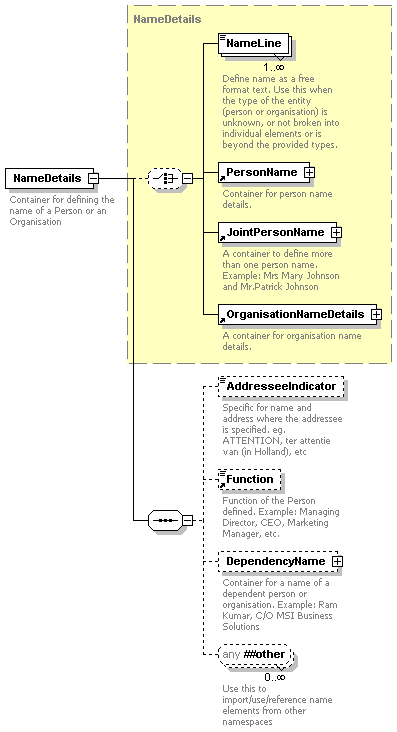 NameDetails
NameLine
1..∞
Define name as a free
format text. Use this when
the type of the entity
(person or organisation) is
unknown, or not broken into
individual elements or is
beyond the provided types.
NameDetails
Container for defining the
name of a Person or an
Organisation
PersonName
Container for person name
details.
JointPersonName
A container to define more
than one person name.
Example: Mrs Mary Johnson
and Mr.Patrick Johnson
OrganisationNameDetails
A container for organisation name
details.
AddresseeIndicator
Specific for name and
address where the addressee
is specified. eg.
ATTENTION, ter attentie
van (in Holland), etc
Function
Function of the Person
defined. Example: Managing
Director, CEO, Marketing
Manager, etc.
DependencyName
Container for a name of a
dependent person or
organisation. Example: Ram
Kumar, C/O MSI Business
Solutions
any ##other
0..∞
Use this to
import/use/reference name
elements from other
namespaces